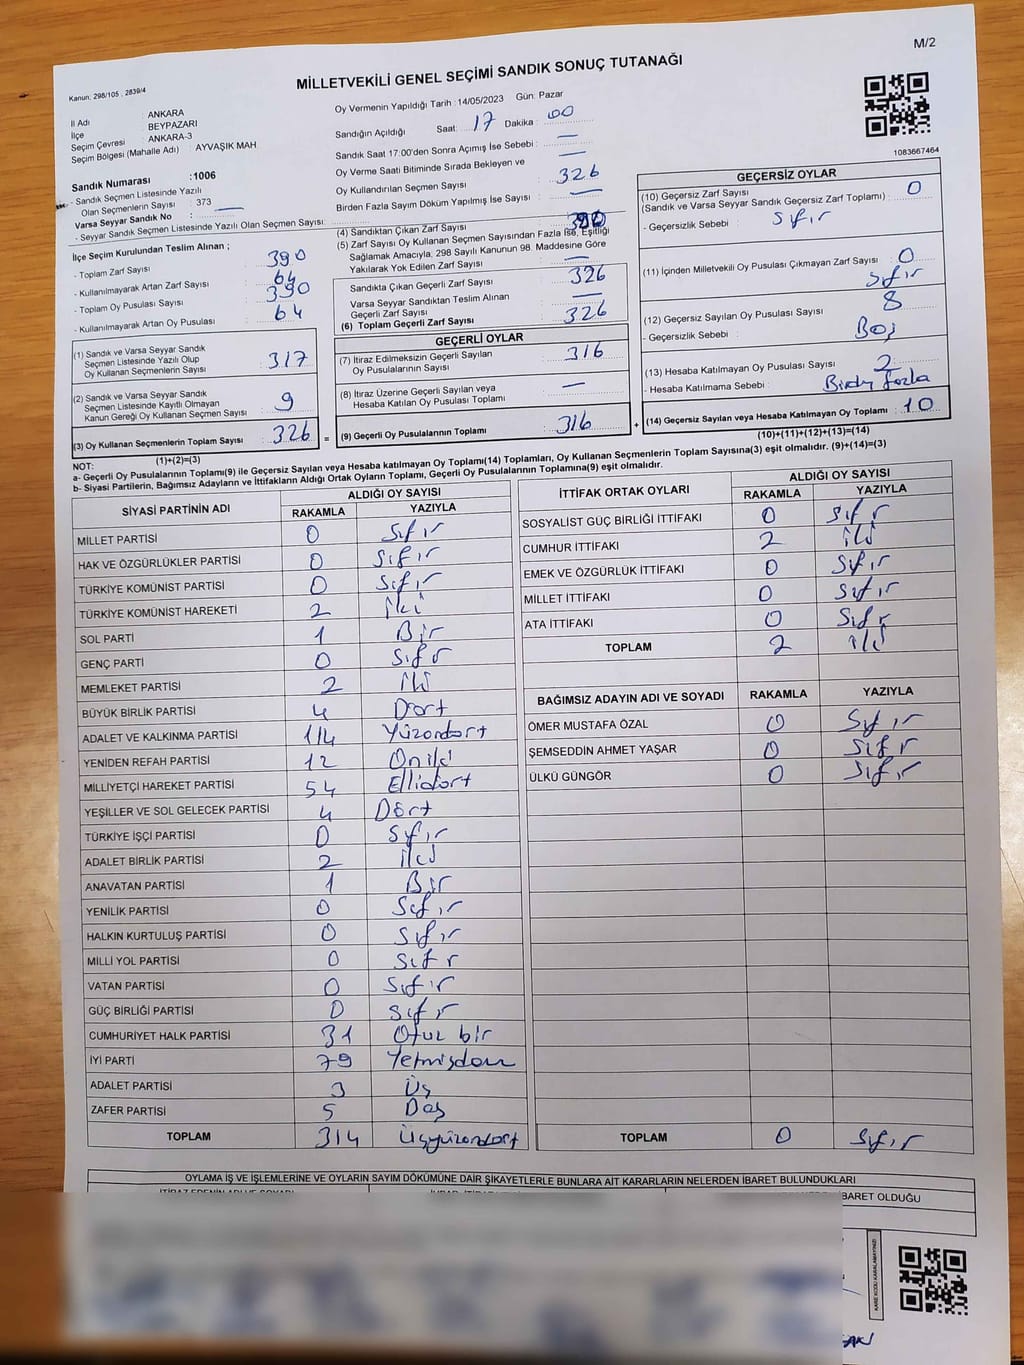 M/2
MİLLETVEKİLİ GENEL SEÇİMİ SANDIK SONUÇ TUTANAĞI
Kanun: 298/105 , 2839/4
İl Adı : ANKARA
İlçe : BEYPAZARI
Seçim Çevresi : ANKARA-3
Seçim Bölgesi (Mahalle Adı) : AYVAŞIK MAH
Sandık Numarası :1006
- Sandık Seçmen Listesinde Yazılı
Olan Seçmenlerin Sayısı : 373
Varsa Seyyar Sandık No :
- Seyyar Sandık Seçmen Listesinde Yazılı Olan Seçmen Sayısı:
Oy Vermenin Yapıldığı Tarih : 14/05/2023 Gün: Pazar
Sandığın Açıldığı Saat: 17 Dakika : 00
Sandık Saat 17:00'den Sonra Açılmış İse Sebebi : —
Oy Verme Saati Bitiminde Sırada Bekleyen ve
Oy Kullandırılan Seçmen Sayısı : 326
Birden Fazla Sayım Döküm Yapılmış İse Sayısı : —
1083667464
İlçe Seçim Kurulundan Teslim Alınan ;
- Toplam Zarf Sayısı : 390
- Kullanılmayarak Artan Zarf Sayısı : 64
- Toplam Oy Pusulası Sayısı : 390
- Kullanılmayarak Artan Oy Pusulası : 64
(4) Sandıktan Çıkan Zarf Sayısı :
(5) Zarf Sayısı Oy Kullanan Seçmen Sayısından Fazla İse, Eşitliği
Sağlamak Amacıyla, 298 Sayılı Kanunun 98. Maddesine Göre
Yakılarak Yok Edilen Zarf Sayısı : —
Sandıkta Çıkan Geçerli Zarf Sayısı : 326
Varsa Seyyar Sandıktan Teslim Alınan
Geçerli Zarf Sayısı : —
(6) Toplam Geçerli Zarf Sayısı : 326
GEÇERSİZ OYLAR
(10) Geçersiz Zarf Sayısı : 0
(Sandık ve Varsa Seyyar Sandık Geçersiz Zarf Toplamı)
- Geçersizlik Sebebi : Sıfır
(11) İçinden Milletvekili Oy Pusulası Çıkmayan Zarf Sayısı : 0
Sıfır
(12) Geçersiz Sayılan Oy Pusulası Sayısı : 8
- Geçersizlik Sebebi : Boş
(13) Hesaba Katılmayan Oy Pusulası Sayısı : 2
- Hesaba Katılmama Sebebi : Birden fazla
(14) Geçersiz Sayılan veya Hesaba Katılmayan Oy Toplamı : 10
(10)+(11)+(12)+(13)=(14)
(1) Sandık ve Varsa Seyyar Sandık
Seçmen Listesinde Yazılı Olup
Oy Kullanan Seçmenlerin Sayısı : 317
(2) Sandık ve Varsa Seyyar Sandık
Seçmen Listesinde Kayıtlı Olmayan
Kanun Gereği Oy Kullanan Seçmen Sayısı : 9
(3) Oy Kullanan Seçmenlerin Toplam Sayısı : 326
(1)+(2)=(3)
GEÇERLİ OYLAR
(7) İtiraz Edilmeksizin Geçerli Sayılan
Oy Pusulalarının Sayısı : 316
(8) İtiraz Üzerine Geçerli Sayılan veya
Hesaba Katılan Oy Pusulası Toplamı : —
= (9) Geçerli Oy Pusulalarının Toplamı : 316 +
NOT:
a- Geçerli Oy Pusulalarının Toplamı(9) ile Geçersiz Sayılan veya Hesaba katılmayan Oy Toplamı(14) Toplamları, Oy Kullanan Seçmenlerin Toplam Sayısına(3) eşit olmalıdır. (9)+(14)=(3)
b- Siyasi Partilerin, Bağımsız Adayların ve İttifakların Aldığı Ortak Oyların Toplamı, Geçerli Oy Pusulalarının Toplamına(9) eşit olmalıdır.
SİYASİ PARTİNİN ADI ALDIĞI OY SAYISI
RAKAMLA YAZIYLA
MİLLET PARTİSİ 0 Sıfır
HAK VE ÖZGÜRLÜKLER PARTİSİ 0 Sıfır
TÜRKİYE KOMÜNİST PARTİSİ 0 Sıfır
TÜRKİYE KOMÜNİST HAREKETİ 2 iki
SOL PARTİ 1 Bir
GENÇ PARTİ 0 Sıfır
MEMLEKET PARTİSİ 2 iki
BÜYÜK BİRLİK PARTİSİ 4 Dört
ADALET VE KALKINMA PARTİSİ 114 Yüzondört
YENİDEN REFAH PARTİSİ 12 Oniki
MİLLİYETÇİ HAREKET PARTİSİ 54 Ellidört
YEŞİLLER VE SOL GELECEK PARTİSİ 4 Dört
TÜRKİYE İŞÇİ PARTİSİ 0 Sıfır
ADALET BİRLİK PARTİSİ 2 iki
ANAVATAN PARTİSİ 1 Bir
YENİLİK PARTİSİ 0 Sıfır
HALKIN KURTULUŞ PARTİSİ 0 Sıfır
MİLLİ YOL PARTİSİ 0 Sıfır
VATAN PARTİSİ 0 Sıfır
GÜÇ BİRLİĞİ PARTİSİ 0 Sıfır
CUMHURİYET HALK PARTİSİ 31 Otuz bir
İYİ PARTİ 79 Yetmişdokuz
ADALET PARTİSİ 3 Üç
ZAFER PARTİSİ 5 Beş
TOPLAM 314 Üçyüzondört
İTTİFAK ORTAK OYLARI ALDIĞI OY SAYISI
RAKAMLA YAZIYLA
SOSYALİST GÜÇ BİRLİĞİ İTTİFAKI 0 Sıfır
CUMHUR İTTİFAKI 2 iki
EMEK VE ÖZGÜRLÜK İTTİFAKI 0 Sıfır
MİLLET İTTİFAKI 0 Sıfır
ATA İTTİFAKI 0 Sıfır
TOPLAM 2 iki
BAĞIMSIZ ADAYIN ADI VE SOYADI RAKAMLA YAZIYLA
ÖMER MUSTAFA ÖZAL 0 Sıfır
ŞEMSEDDİN AHMET YAŞAR 0 Sıfır
ÜLKÜ GÜNGÖR 0 Sıfır
TOPLAM 0 Sıfır
OYLAMA İŞ VE İŞLEMLERİNE VE OYLARIN SAYIM DÖKÜMÜNE DAİR ŞİKAYETLERLE BUNLARA AİT KARARLARIN NELERDEN İBARET BULUNDUKLARI
İBARET OLDUĞU
KARE KODU KARALAMAYINIZ!